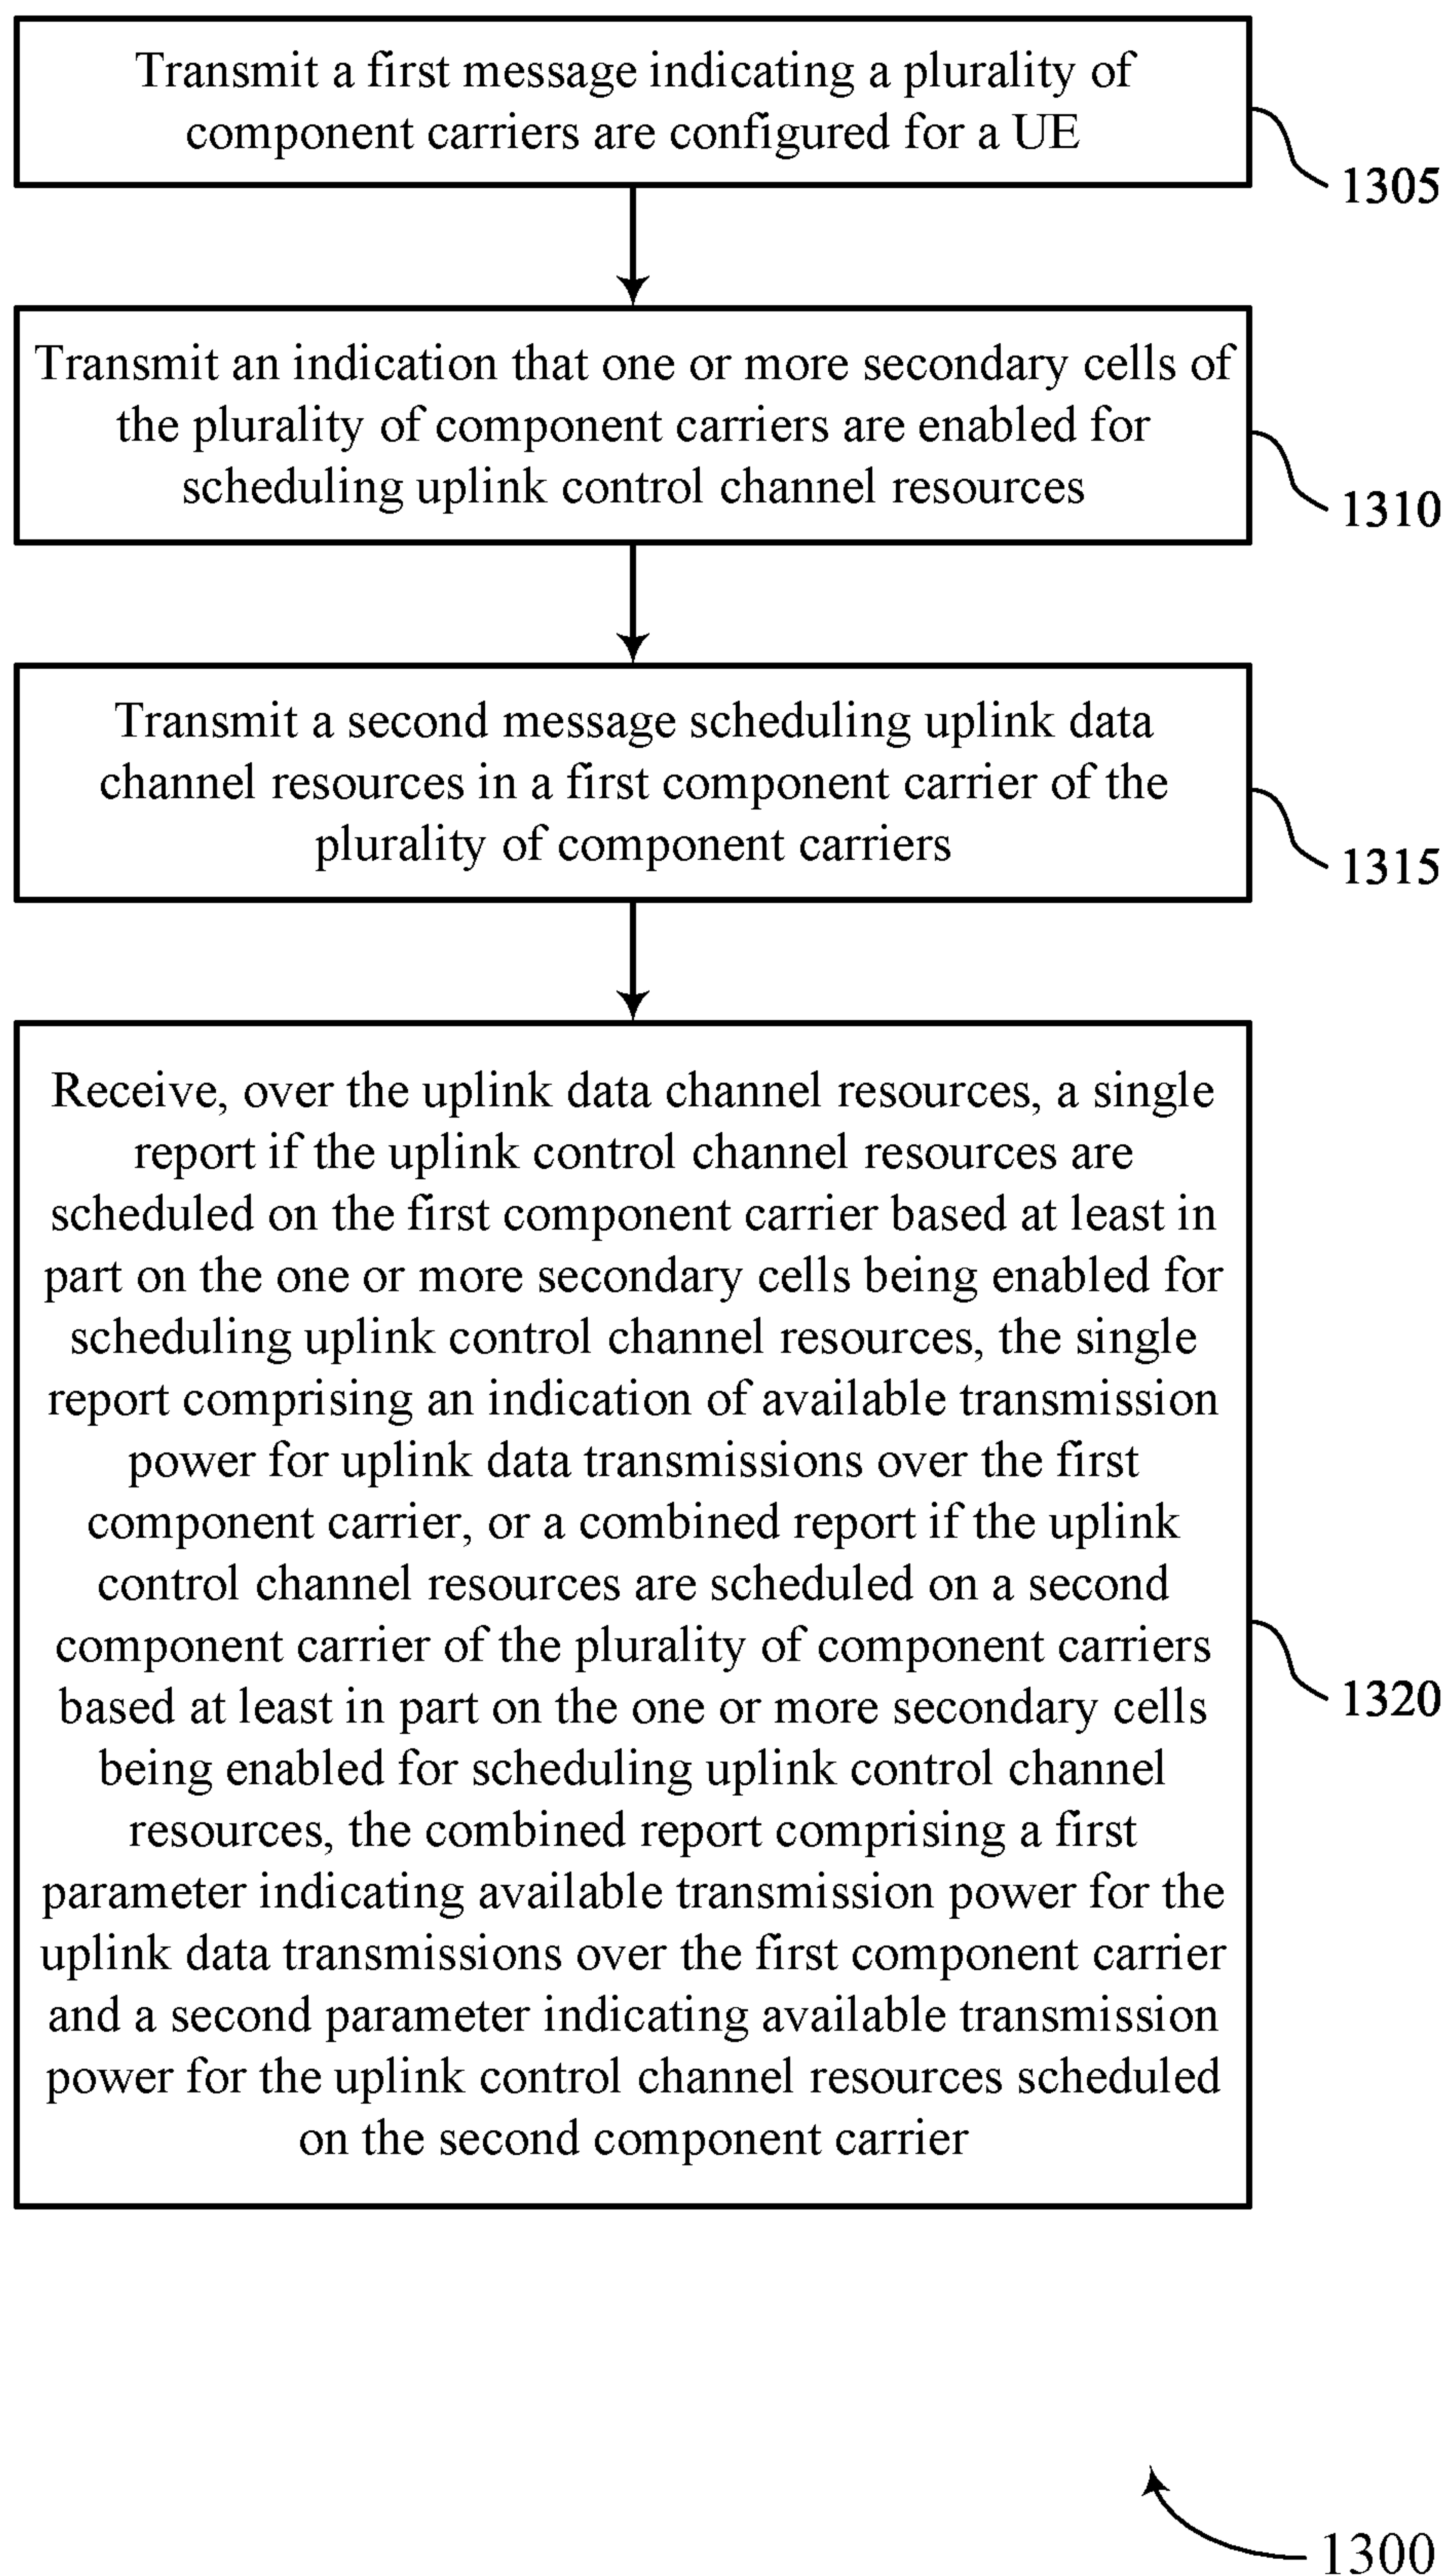 Transmit a first message indicating a plurality of
component carriers are configured for a UE
1305
Transmit an indication that one or more secondary cells of
the plurality of component carriers are enabled for
scheduling uplink control channel resources
1310
Transmit a second message scheduling uplink data
channel resources in a first component carrier of the
plurality of component carriers
1315
Receive, over the uplink data channel resources, a single
report if the uplink control channel resources are
scheduled on the first component carrier based at least in
part on the one or more secondary cells being enabled for
scheduling uplink control channel resources, the single
report comprising an indication of available transmission
power for uplink data transmissions over the first
component carrier, or a combined report if the uplink
control channel resources are scheduled on a second
component carrier of the plurality of component carriers
based at least in part on the one or more secondary cells
being enabled for scheduling uplink control channel
resources, the combined report comprising a first
parameter indicating available transmission power for the
uplink data transmissions over the first component carrier
and a second parameter indicating available transmission
power for the uplink control channel resources scheduled
on the second component carrier
1320
1300